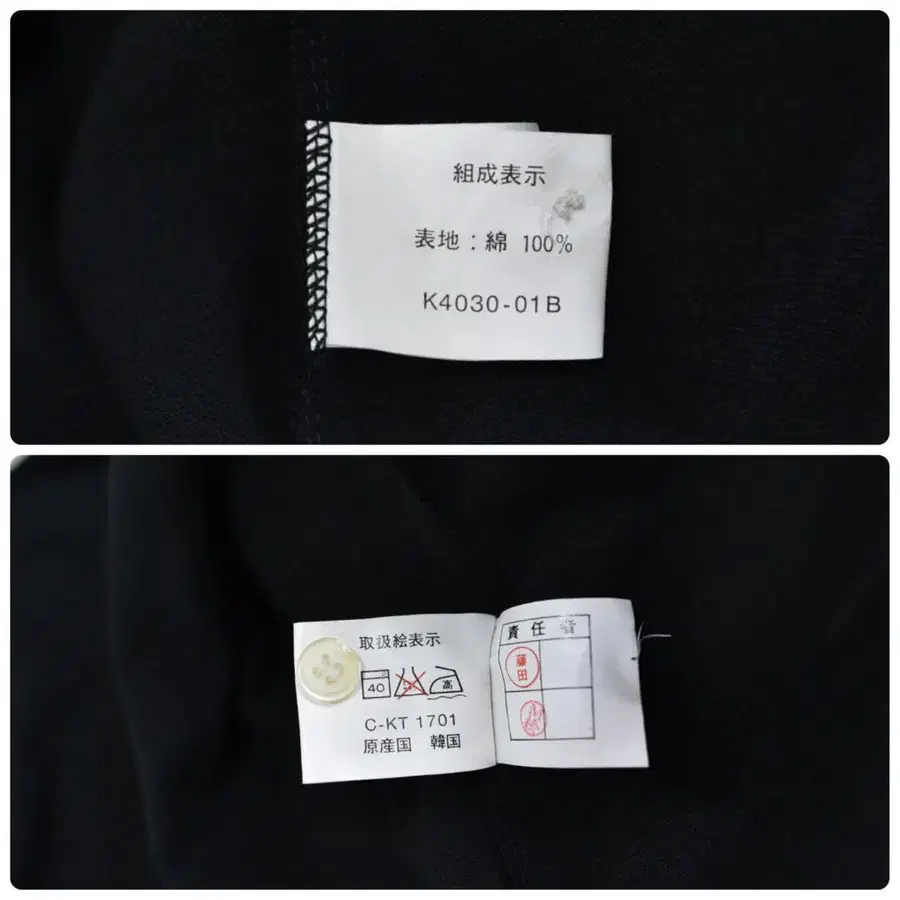 組成表示
表地：綿 100%
K4030-01B
取扱絵表示
40
高
C-KT 1701
原産国 韓国
責任者
藤田